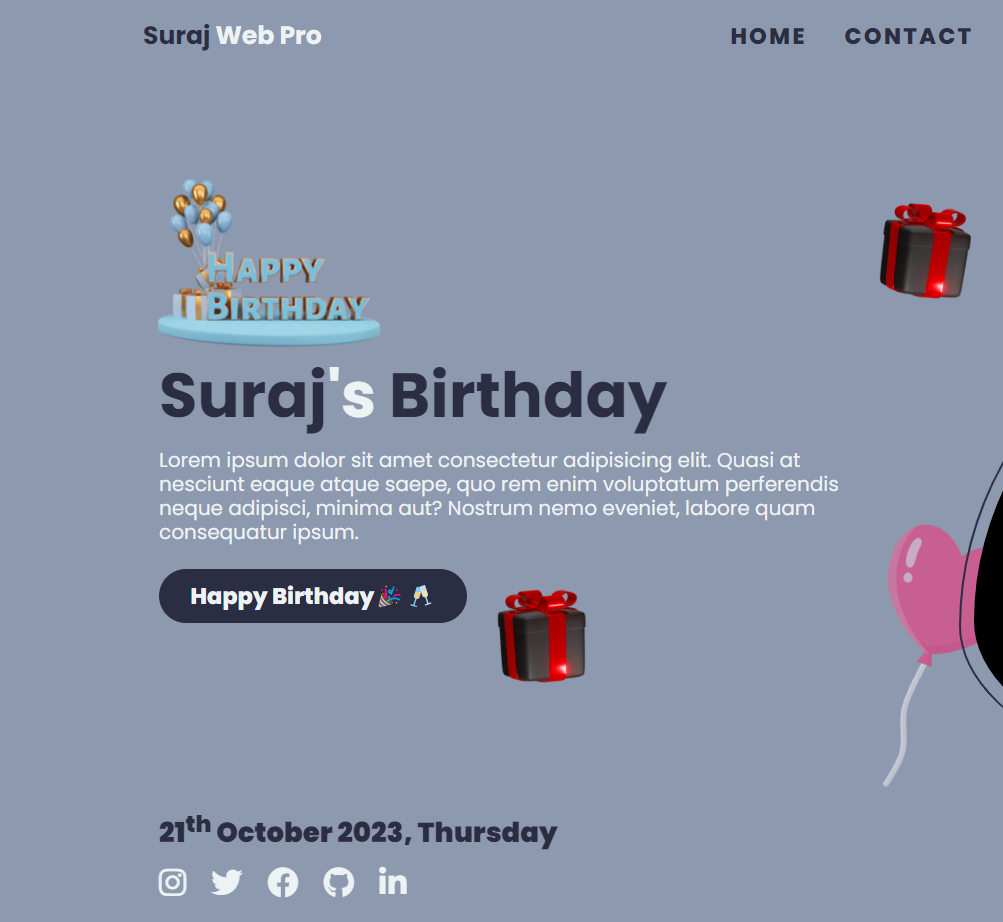 Suraj Web Pro
HOME CONTACT
HAPPY
BIRTHDAY
Suraj's Birthday
Lorem ipsum dolor sit amet consectetur adipisicing elit. Quasi at
nesciunt eaque atque saepe, quo rem enim voluptatum perferendis
neque adipisci, minima aut? Nostrum nemo eveniet, labore quam
consequatur ipsum.
Happy Birthday🎉 🥂
21th October 2023, Thursday